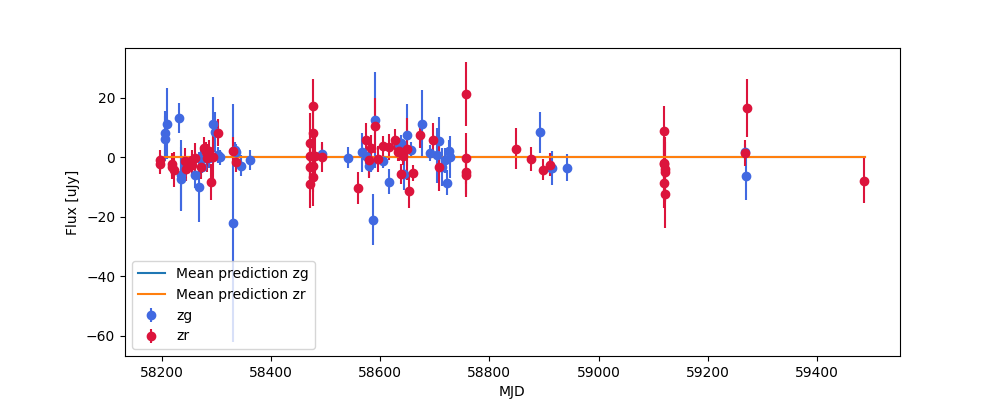 20
0
−20
−40
−60
Flux [uJy]
Mean prediction zg
Mean prediction zr
zg
zr
58200 58400 58600 58800 59000 59200 59400
MJD